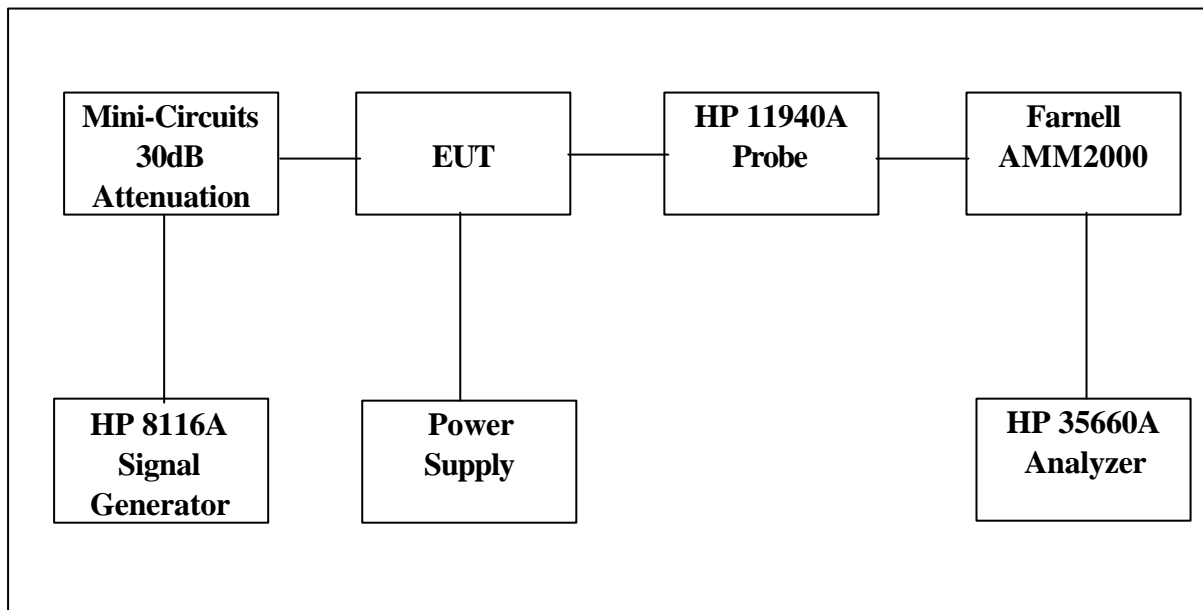 Mini-Circuits
30dB
Attenuation
EUT
HP 11940A
Probe
Farnell
AMM2000
HP 8116A
Signal
Generator
Power
Supply
HP 35660A
Analyzer